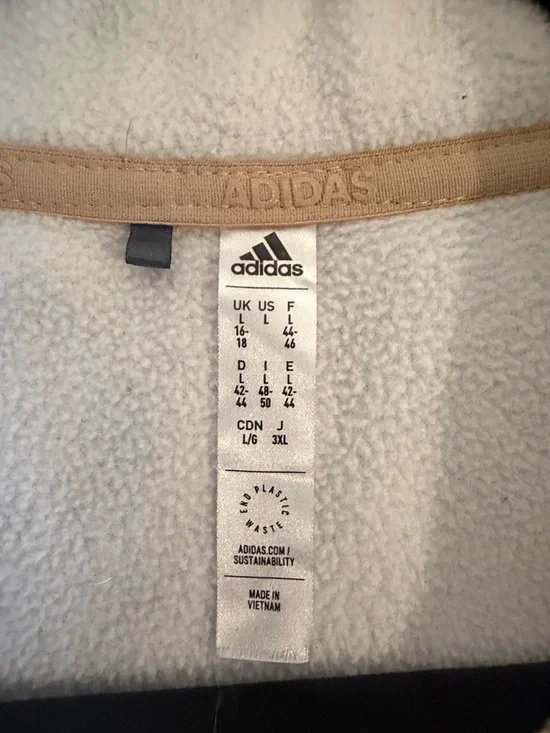 S
ADIDAS
adidas
UK US F
L L L
16- 44-
18 46
D I E
L L L
42- 48- 42-
44 50 44
CDN J
L/G 3XL
END PLASTIC WASTE
ADIDAS.COM/
SUSTAINABILITY
MADE IN
VIETNAM